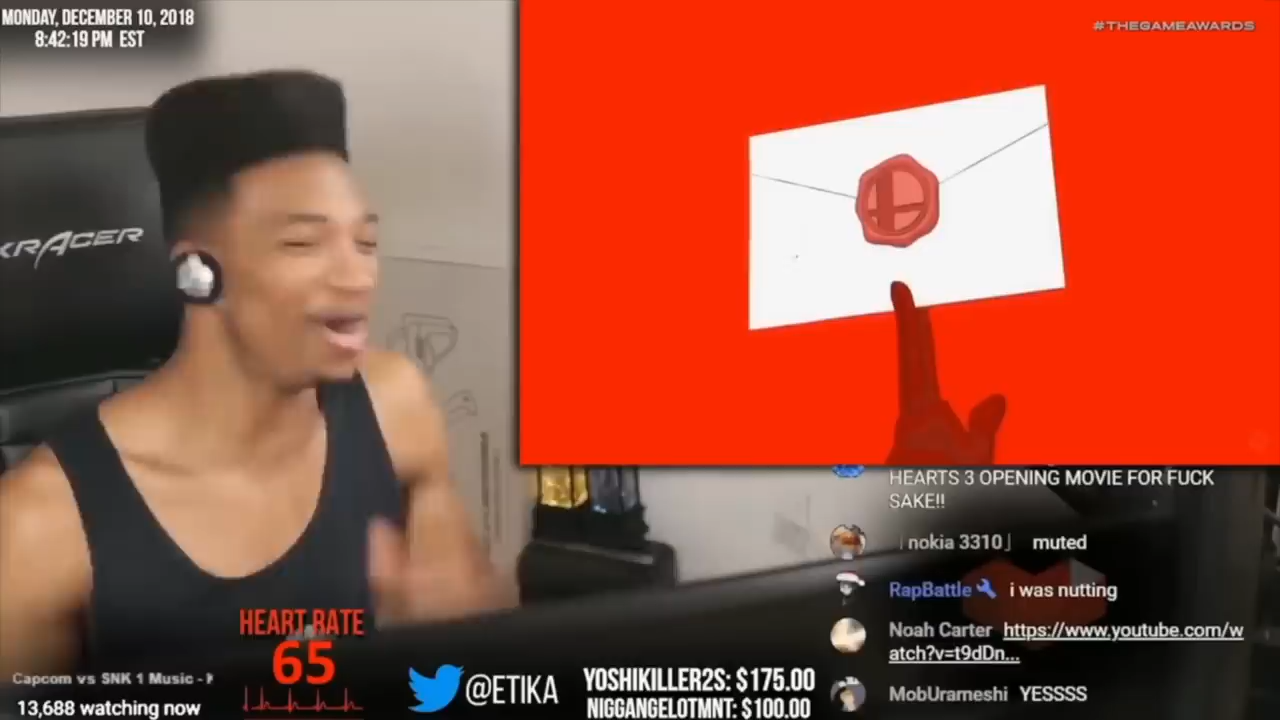 MONDAY, DECEMBER 10, 2018
8:42:19 PM EST
#THEGAMEAWARDS
XRACER
HEARTS 3 OPENING MOVIE FOR FUCK
SAKE!!
nokia 3310」 muted
RapBattle i was nutting
Noah Carter https://www.youtube.com/w
atch?v=t9dDn...
MobUrameshi YESSSS
HEART RATE
65
Capcom vs SNK 1 Music -
13,688 watching now
@ETIKA
YOSHIKILLER2S: $175.00
NIGGANGELOTMNT: $100.00